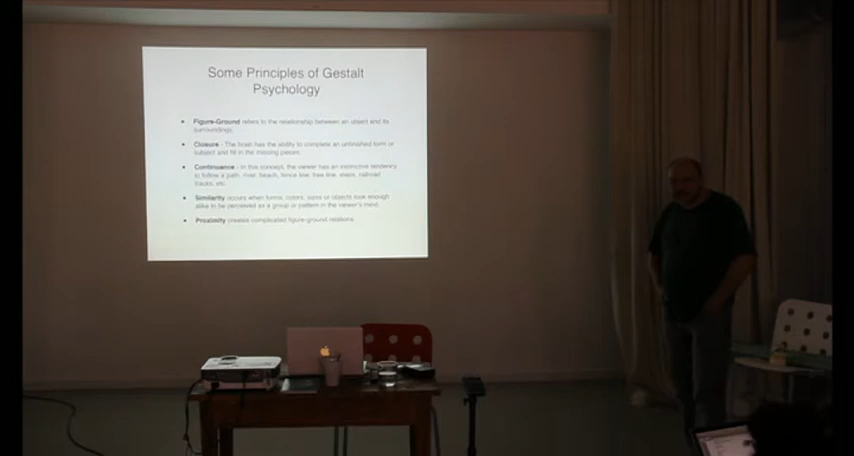 Some Principles of Gestalt
Psychology
• Figure-Ground refers to the relationship between an object and its
surroundings.
• Closure - The brain has the ability to complete an unfinished form or
subject and fill in the missing pieces.
• Continuance - In this concept, the viewer has an instinctive tendency
to follow a path, river, beach, fence line, tree line, steps, railroad
tracks, etc.
• Similarity occurs when forms, colors, sizes or objects look enough
alike to be perceived as a group or pattern in the viewer's mind.
• Proximity creates complicated figure-ground relations.